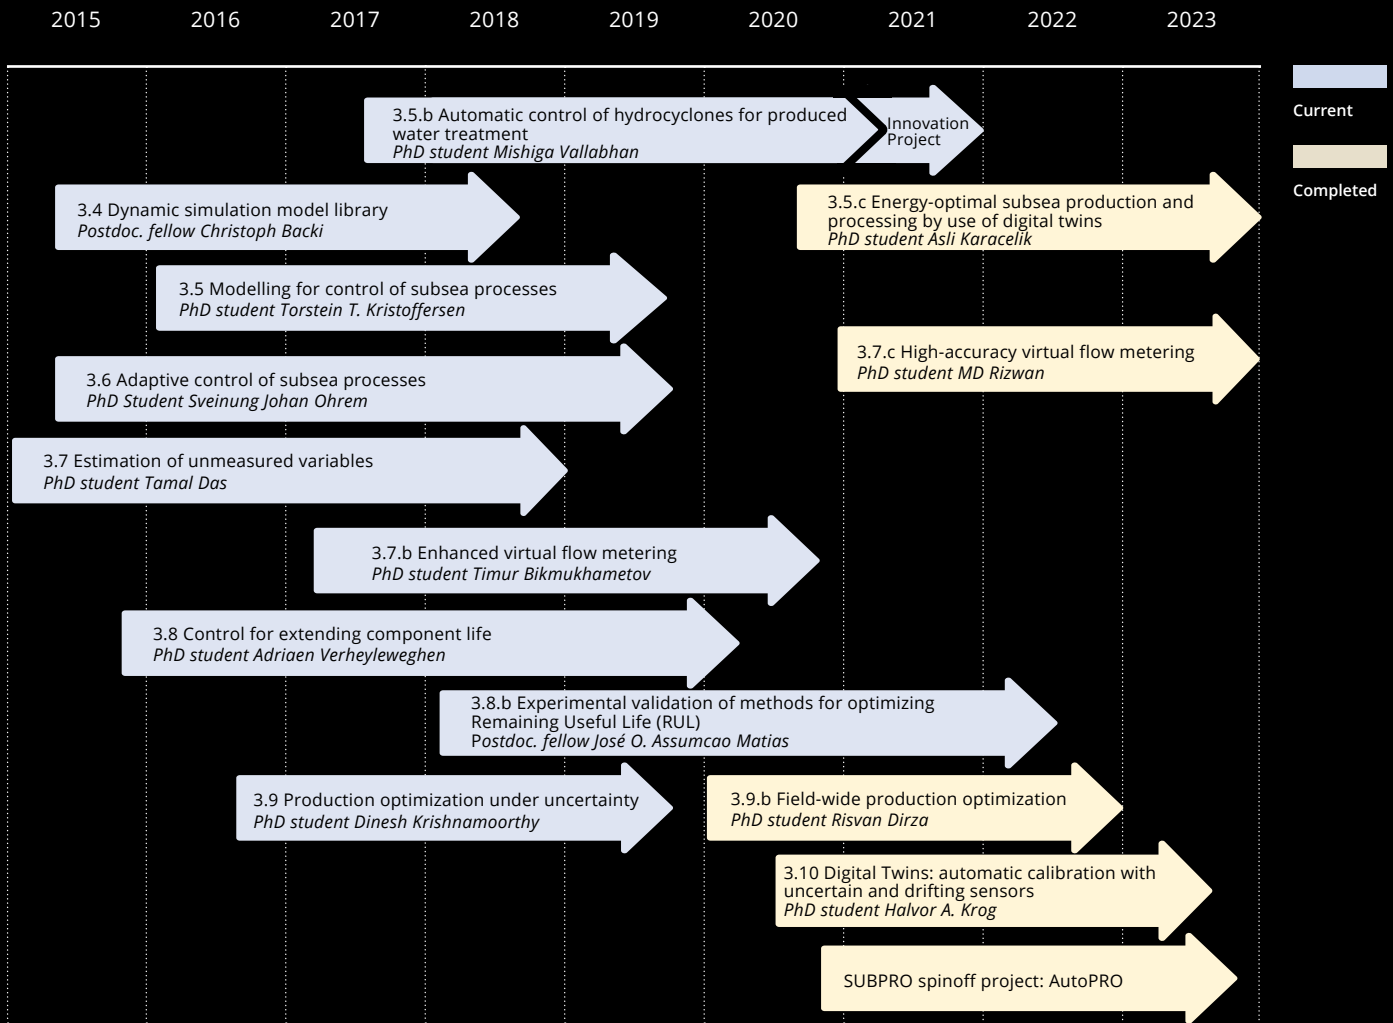 2015 2016 2017 2018 2019 2020 2021 2022 2023
Current
Completed
3.5.b Automatic control of hydrocyclones for produced
water treatment
PhD student Mishiga Vallabhan
Innovation
Project
3.4 Dynamic simulation model library
Postdoc. fellow Christoph Backi
3.5.c Energy-optimal subsea production and
processing by use of digital twins
PhD student Asli Karacelik
3.5 Modelling for control of subsea processes
PhD student Torstein T. Kristoffersen
3.7.c High-accuracy virtual flow metering
PhD student MD Rizwan
3.6 Adaptive control of subsea processes
PhD Student Sveinung Johan Ohrem
3.7 Estimation of unmeasured variables
PhD student Tamal Das
3.7.b Enhanced virtual flow metering
PhD student Timur Bikmukhametov
3.8 Control for extending component life
PhD student Adriaen Verheyleweghen
3.8.b Experimental validation of methods for optimizing
Remaining Useful Life (RUL)
Postdoc. fellow José O. Assumcao Matias
3.9 Production optimization under uncertainty
PhD student Dinesh Krishnamoorthy
3.9.b Field-wide production optimization
PhD student Risvan Dirza
3.10 Digital Twins: automatic calibration with
uncertain and drifting sensors
PhD student Halvor A. Krog
SUBPRO spinoff project: AutoPRO